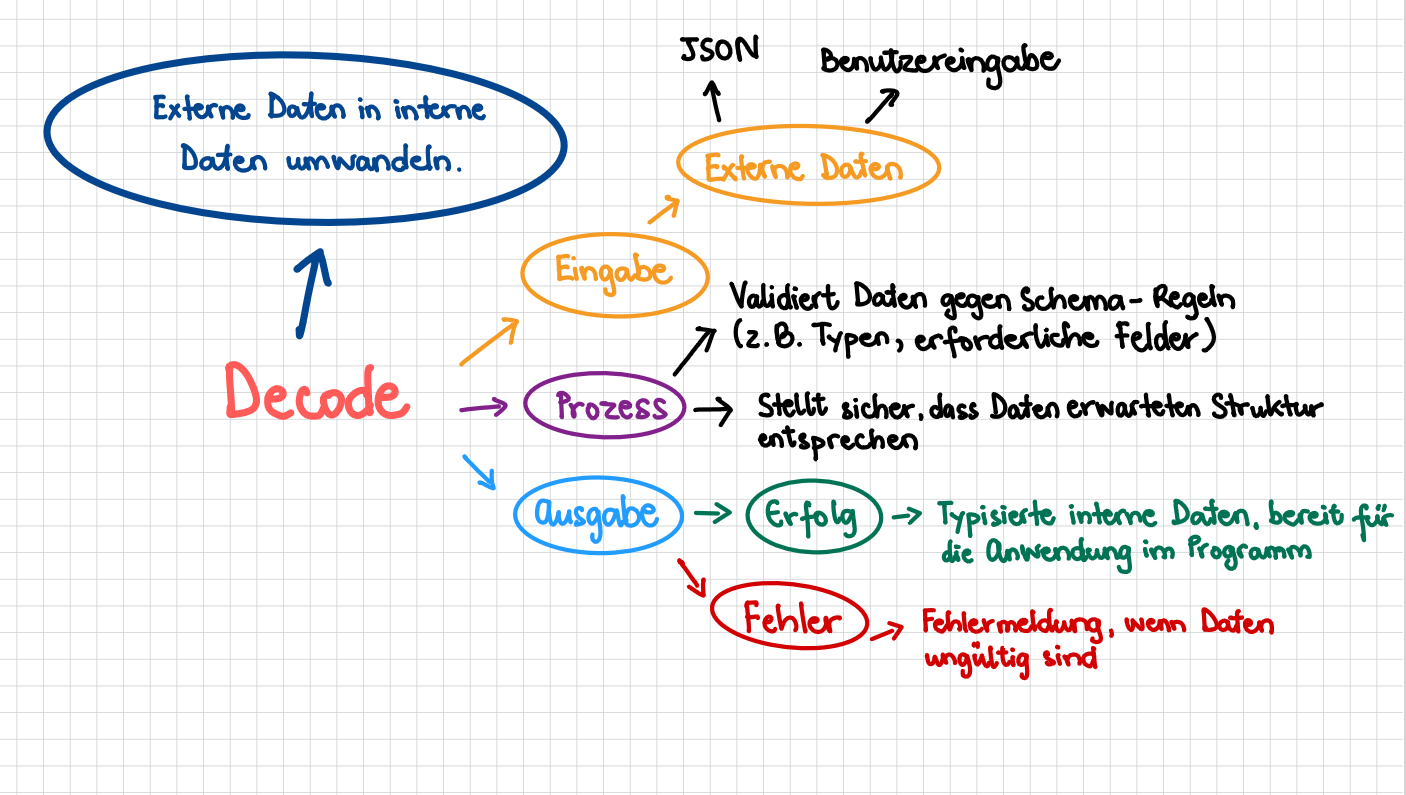 JSON
Benutzereingabe
Externe Daten in interne
Daten umwandeln.
Externe Daten
Eingabe
Validiert Daten gegen Schema-Regeln
(z.B. Typen, erforderliche Felder)
Decode
Prozess
Stellt sicher, dass Daten erwarteten Struktur
entsprechen
Ausgabe
Erfolg
Typisierte interne Daten, bereit für
die Anwendung im Programm
Fehler
Fehlermeldung, wenn Daten
ungültig sind